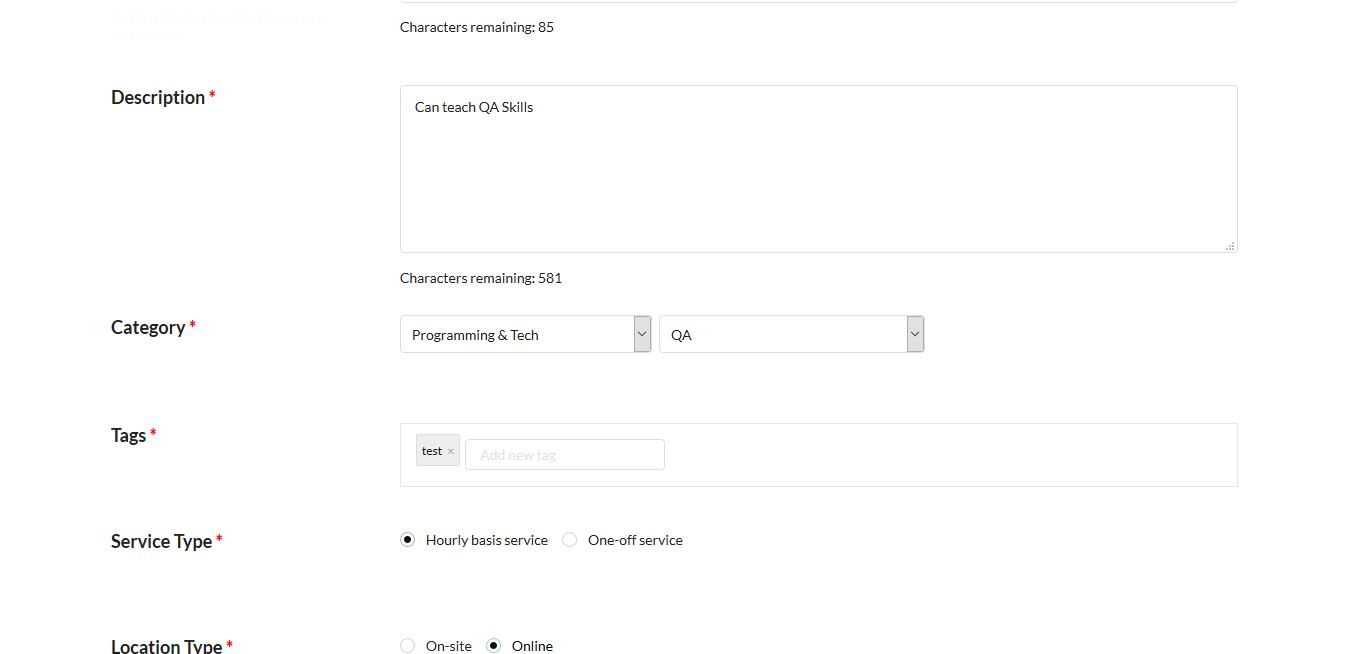 Characters remaining: 85
Description *
Can teach QA Skills
Characters remaining: 581
Category *
Programming & Tech
QA
Tags *
test ×
Add new tag
Service Type *
Hourly basis service
One-off service
Location Type *
On-site
Online